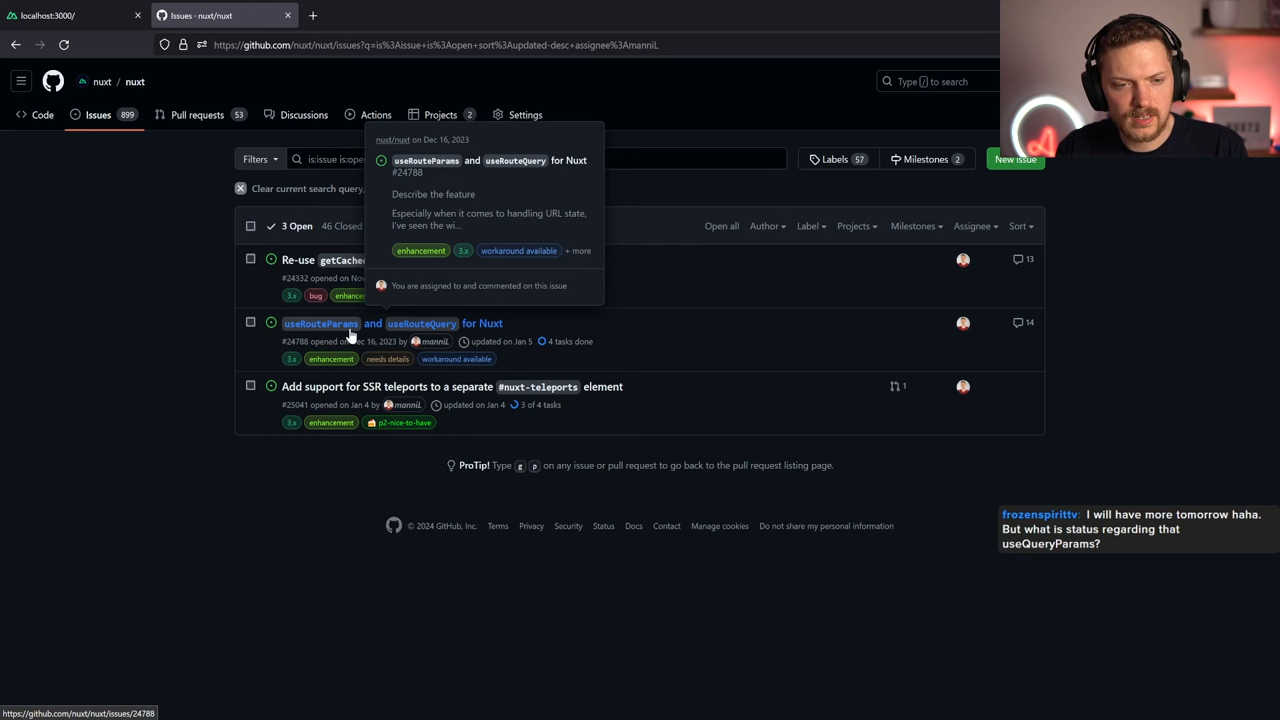 localhost:3000/
Issues · nuxt/nuxt
https://github.com/nuxt/nuxt/issues?q=is%3Aissue+is%3Aopen+sort%3Aupdated-desc+assignee%3AmanniL
nuxt / nuxt
Type / to search
Code
Issues 899
Pull requests 53
Discussions
Actions
Projects 2
Settings
nuxt/nuxt on Dec 16, 2023
useRouteParams and useRouteQuery for Nuxt
#24788
Describe the feature
Especially when it comes to handling URL state,
I've seen the wi...
enhancement 3.x workaround available + more
You are assigned to and commented on this issue
Filters
is:issue is:ope
Labels 57
Milestones 2
New issue
Clear current search query,
3 Open 46 Closed
Open all Author Label Projects Milestones Assignee Sort
Re-use getCache
13
#24332 opened on Nov
3.x bug enhance
useRouteParams and useRouteQuery for Nuxt
14
#24788 opened on Dec 16, 2023 by manniL updated on Jan 5 4 tasks done
3.x enhancement needs details workaround available
Add support for SSR teleports to a separate #nuxt-teleports element
1
#25041 opened on Jan 4 by manniL updated on Jan 4 3 of 4 tasks
3.x enhancement p2-nice-to-have
ProTip! Type g p on any issue or pull request to go back to the pull request listing page.
© 2024 GitHub, Inc. Terms Privacy Security Status Docs Contact Manage cookies Do not share my personal information
frozenspirittv: I will have more tomorrow haha.
But what is status regarding that
useQueryParams?
https://github.com/nuxt/nuxt/issues/24788